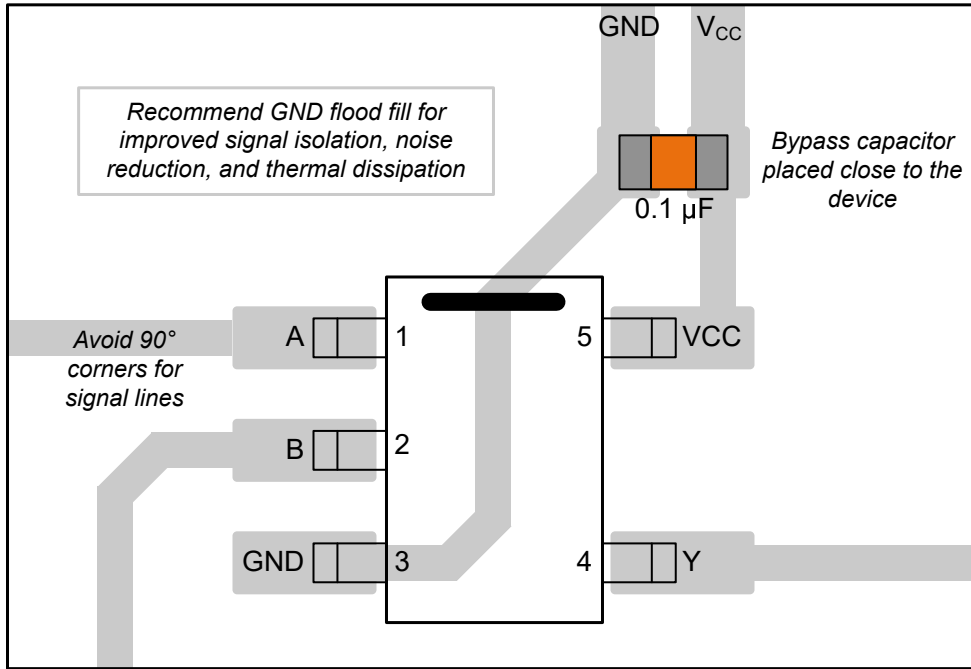 GND VCC
Recommend GND flood fill for
improved signal isolation, noise
reduction, and thermal dissipation
Bypass capacitor
placed close to the
device
0.1 µF
A 1 5 VCC
Avoid 90°
corners for
signal lines
B 2
GND 3 4 Y